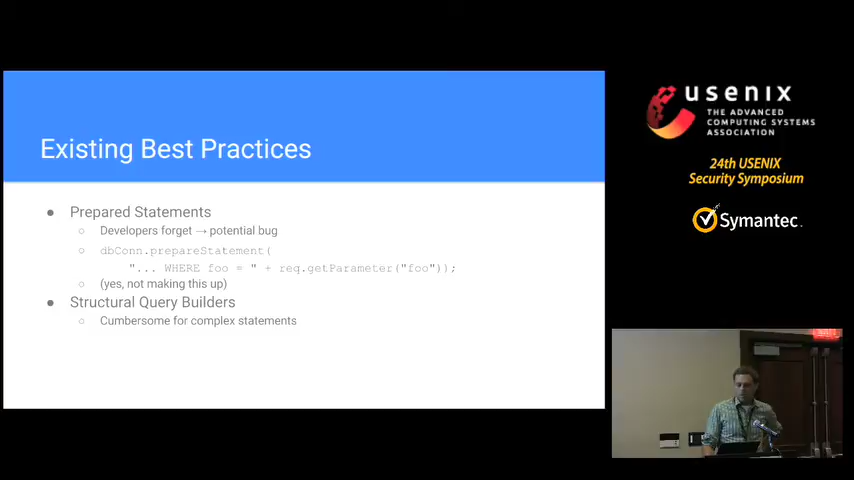 Existing Best Practices
● Prepared Statements
○ Developers forget → potential bug
○ dbConn.prepareStatement(
"... WHERE foo = " + req.getParameter("foo"));
○ (yes, not making this up)
● Structural Query Builders
○ Cumbersome for complex statements
usenix
THE ADVANCED
COMPUTING SYSTEMS
ASSOCIATION
24th USENIX
Security Symposium
Symantec.